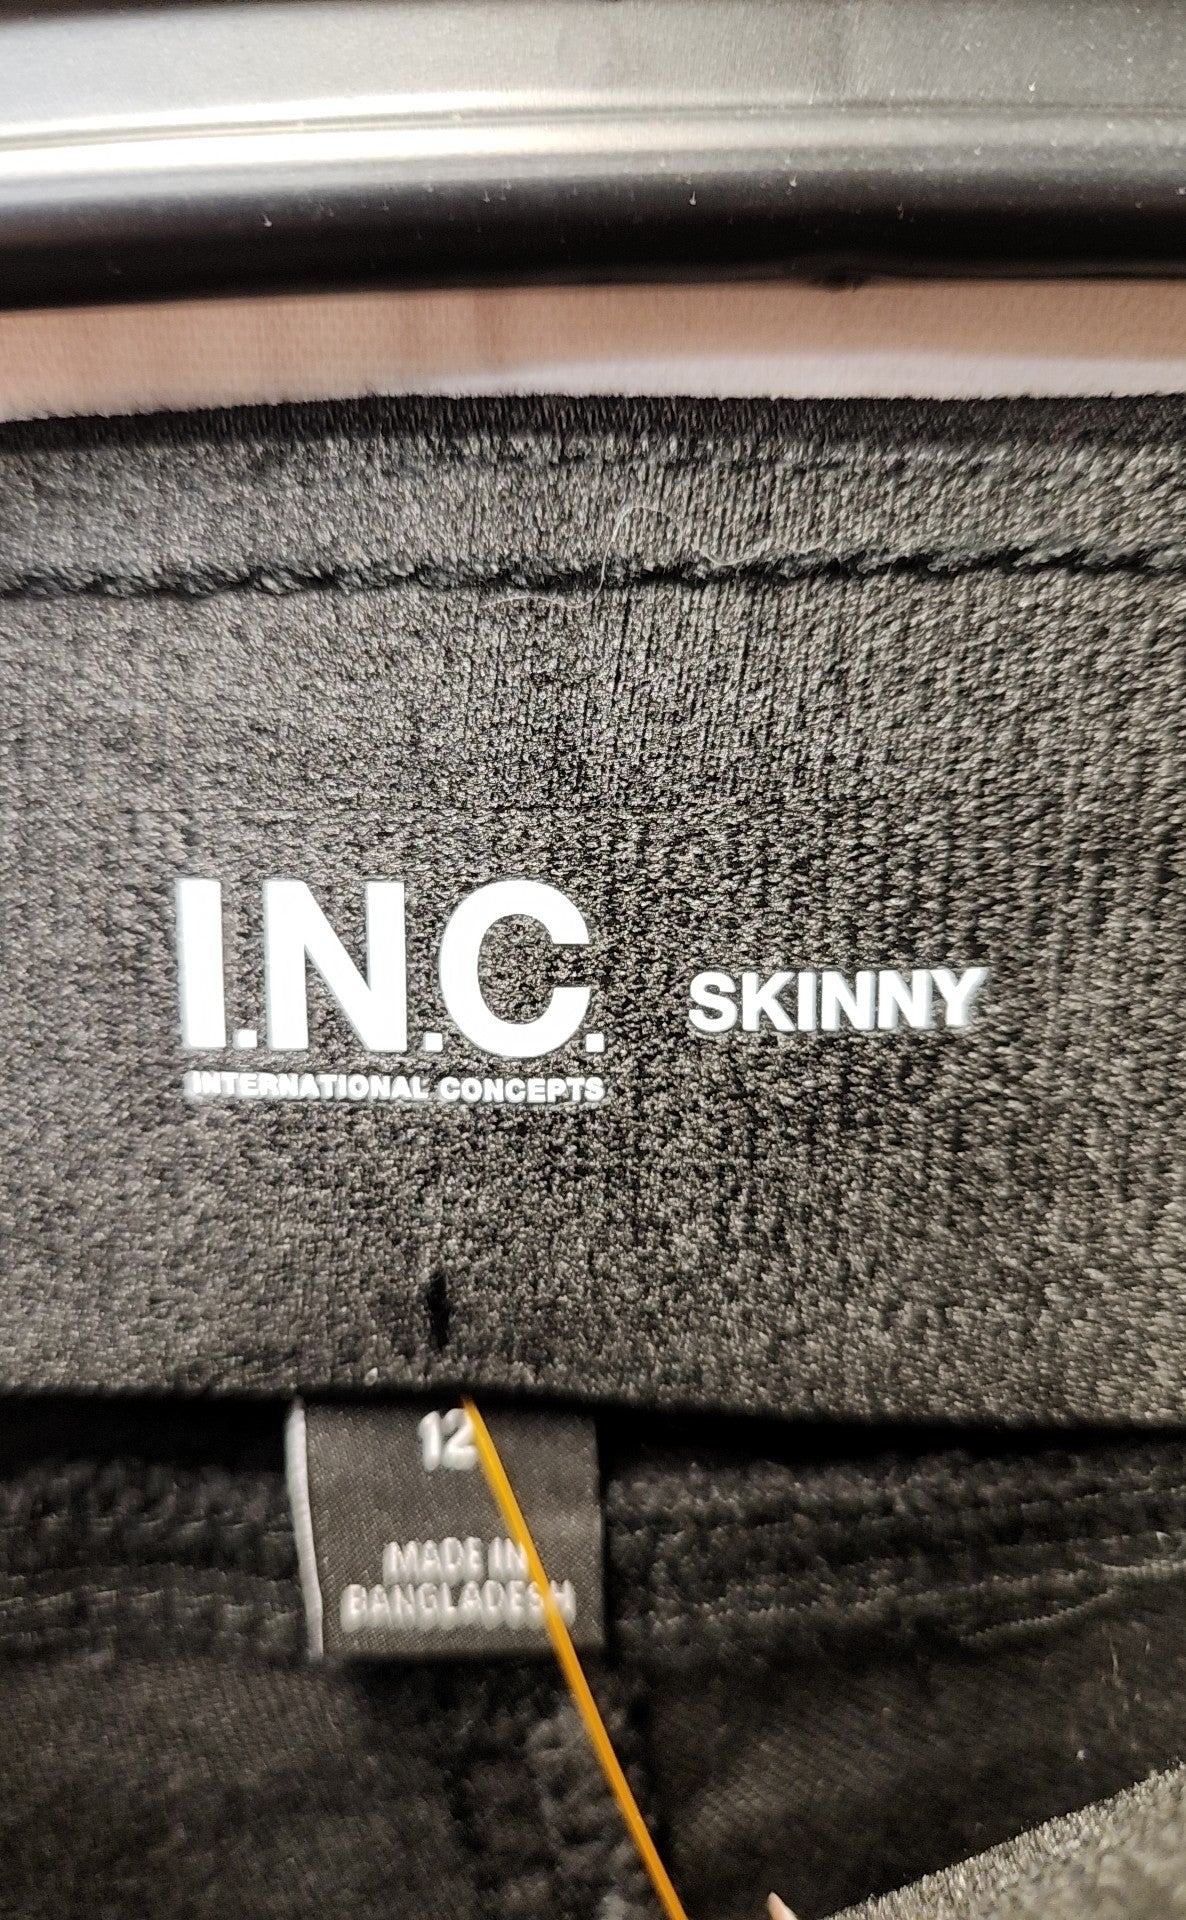 I.N.C. SKINNY
INTERNATIONAL CONCEPTS
12
MADE IN
BANGLADESH